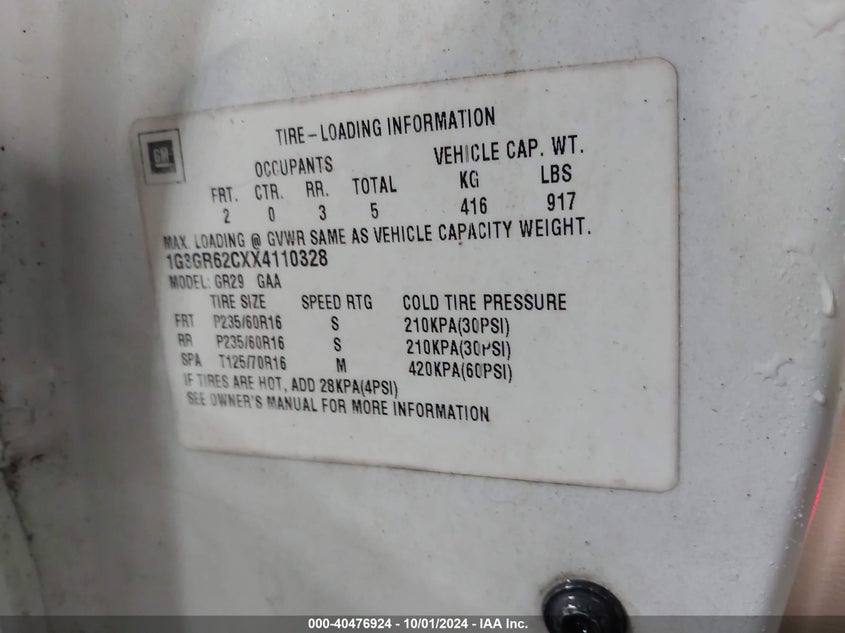 GM
TIRE-LOADING INFORMATION
OCCUPANTS VEHICLE CAP. WT.
FRT. CTR. RR. TOTAL KG LBS
2 0 3 5 416 917
MAX. LOADING @ GVWR SAME AS VEHICLE CAPACITY WEIGHT.
1G3GR62CXX4110328
MODEL: GR29 GAA
TIRE SIZE SPEED RTG COLD TIRE PRESSURE
FRT P235/60R16 S 210KPA(30PSI)
RR P235/60R16 S 210KPA(30PSI)
SPA T125/70R16 M 420KPA(60PSI)
IF TIRES ARE HOT, ADD 28KPA(4PSI)
SEE OWNER'S MANUAL FOR MORE INFORMATION
000-40476924 - 10/01/2024 - IAA Inc.